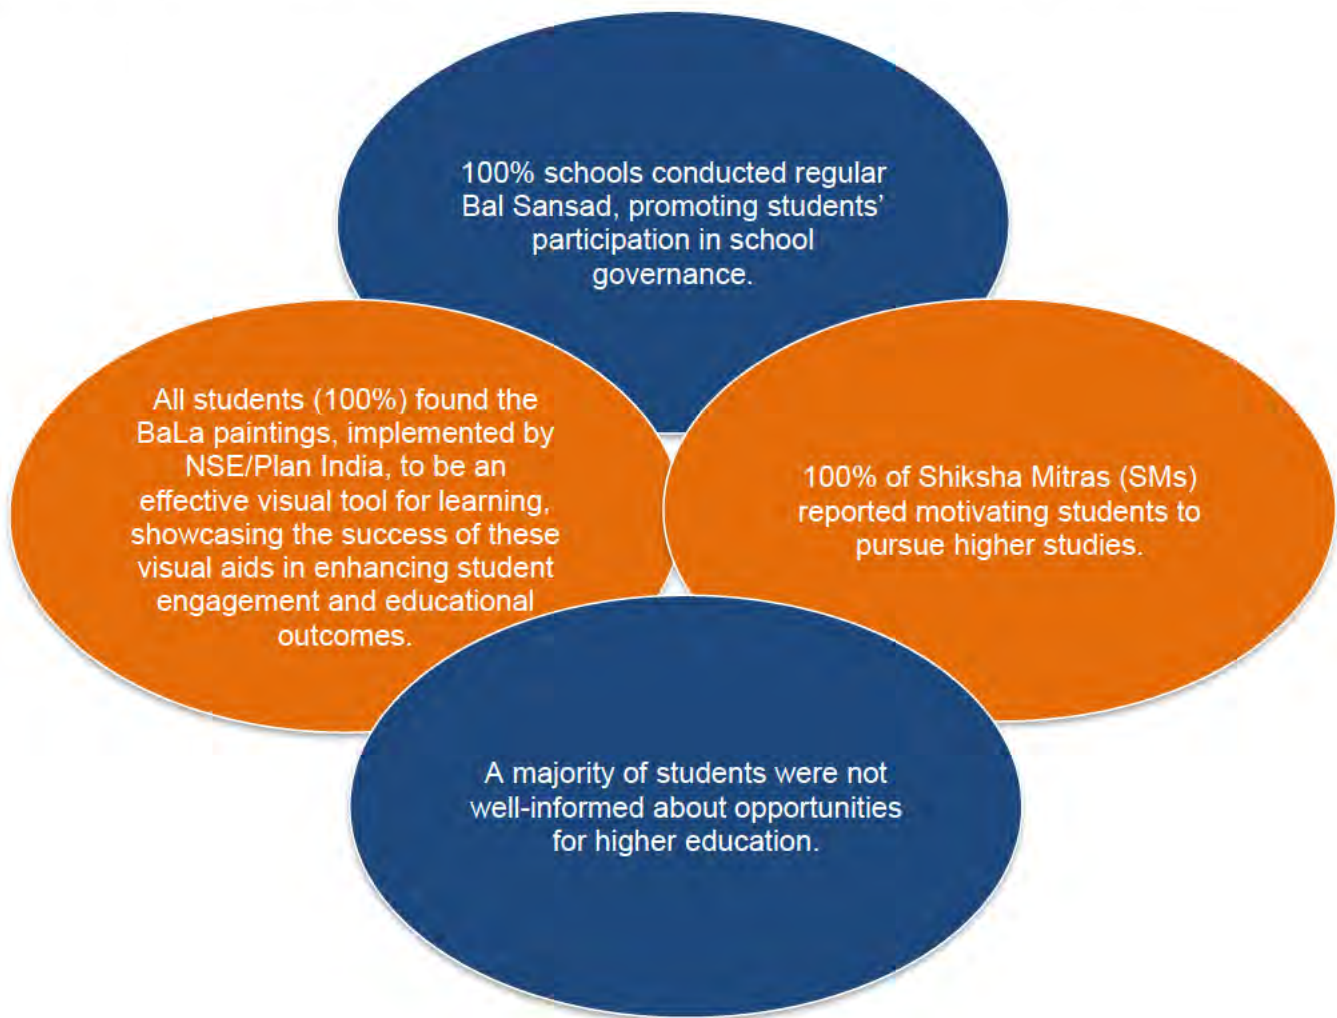 100% schools conducted regular
Bal Sansad, promoting students’
participation in school
governance.
All students (100%) found the
BaLa paintings, implemented by
NSE/Plan India, to be an
effective visual tool for learning,
showcasing the success of these
visual aids in enhancing student
engagement and educational
outcomes.
100% of Shiksha Mitras (SMs)
reported motivating students to
pursue higher studies.
A majority of students were not
well-informed about opportunities
for higher education.